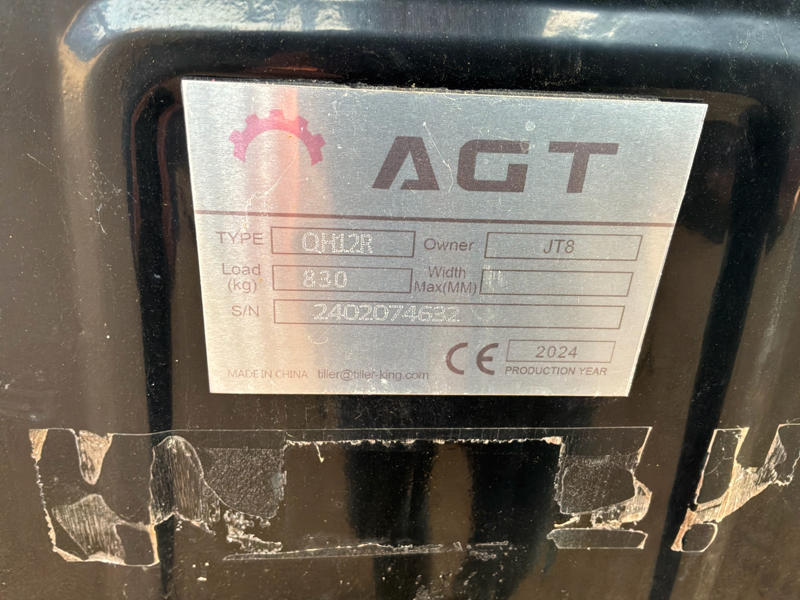 AGT
TYPE QH12R Owner JT8
Load (kg) 830 Width Max(MM)
S/N 2402074632
CE 2024
MADE IN CHINA tiller@tiller-king.com PRODUCTION YEAR